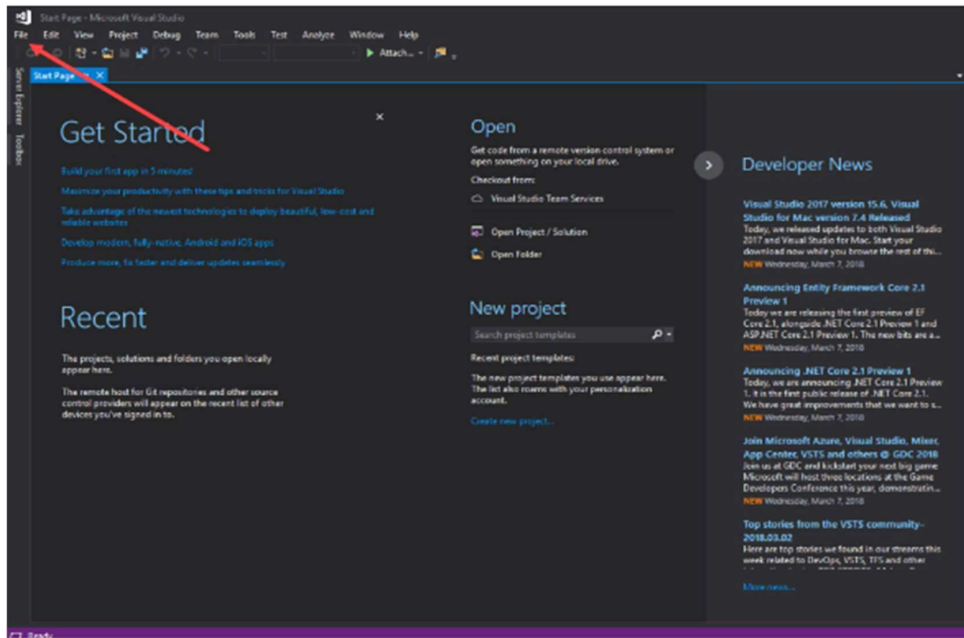 Start Page - Microsoft Visual Studio
File Edit View Project Debug Team Tools Test Analyze Window Help
Attach...
Server Explorer
Toolbox
Start Page
Get Started
Build your first app in 5 minutes!
Maximize your productivity with these tips and tricks for Visual Studio
Take advantage of the newest technologies to deploy beautiful, low-cost and
reliable websites
Develop modern, fully-native, Android and iOS apps
Produce more, fix faster and deliver updates seamlessly
Recent
The projects, solutions and folders you open locally
appear here.
The remote host for Git repositories and other source
control providers will appear on the recent list of other
devices you've signed in to.
Open
Get code from a remote version control system or
open something on your local drive.
Checkout from:
Visual Studio Team Services
Open Project / Solution
Open Folder
New project
Search project templates
Recent project templates:
The new project templates you use appear here.
The list also roams with your personalization
account.
Create new project...
Developer News
Visual Studio 2017 version 15.6, Visual
Studio for Mac version 7.4 Released
Today, we released updates to both Visual Studio
2017 and Visual Studio for Mac. Start your
download now while you browse the rest of thi...
NEW Wednesday, March 7, 2018
Announcing Entity Framework Core 2.1
Preview 1
Today we are releasing the first preview of EF
Core 2.1, alongside .NET Core 2.1 Preview 1 and
ASP.NET Core 2.1 Preview 1. The new bits are a...
NEW Wednesday, March 7, 2018
Announcing .NET Core 2.1 Preview 1
Today, we are announcing .NET Core 2.1 Preview
1. It is the first public release of .NET Core 2.1.
We have great improvements that we want to s...
NEW Wednesday, March 7, 2018
Join Microsoft Azure, Visual Studio, Mixer,
App Center, VSTS and others @ GDC 2018
Join us at GDC and kickstart your next big game
Microsoft will host three locations at the Game
Developers Conference this year, demonstratin...
NEW Wednesday, March 7, 2018
Top stories from the VSTS community–
2018.03.02
Here are top stories we found in our streams this
week related to DevOps, VSTS, TFS and other
More news...
Ready